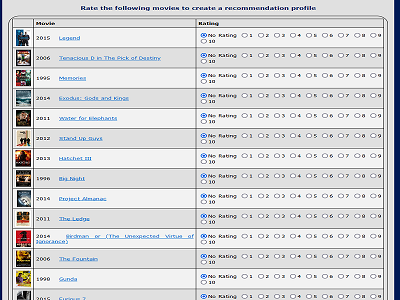 Rate the following movies to create a recommendation profile
Movie Rating
2015 Legend No Rating 1 2 3 4 5 6 7 8 9
10
2006 Tenacious D in The Pick of Destiny No Rating 1 2 3 4 5 6 7 8 9
10
1995 Memories No Rating 1 2 3 4 5 6 7 8 9
10
2014 Exodus: Gods and Kings No Rating 1 2 3 4 5 6 7 8 9
10
2011 Water for Elephants No Rating 1 2 3 4 5 6 7 8 9
10
2012 Stand Up Guys No Rating 1 2 3 4 5 6 7 8 9
10
2013 Hatchet III No Rating 1 2 3 4 5 6 7 8 9
10
1996 Big Night No Rating 1 2 3 4 5 6 7 8 9
10
2014 Project Almanac No Rating 1 2 3 4 5 6 7 8 9
10
2011 The Ledge No Rating 1 2 3 4 5 6 7 8 9
10
2014 Birdman or (The Unexpected Virtue of No Rating 1 2 3 4 5 6 7 8 9
Ignorance) 10
2006 The Fountain No Rating 1 2 3 4 5 6 7 8 9
10
1998 Gunda No Rating 1 2 3 4 5 6 7 8 9
10
2015 Furious 7 No Rating 1 2 3 4 5 6 7 8 9